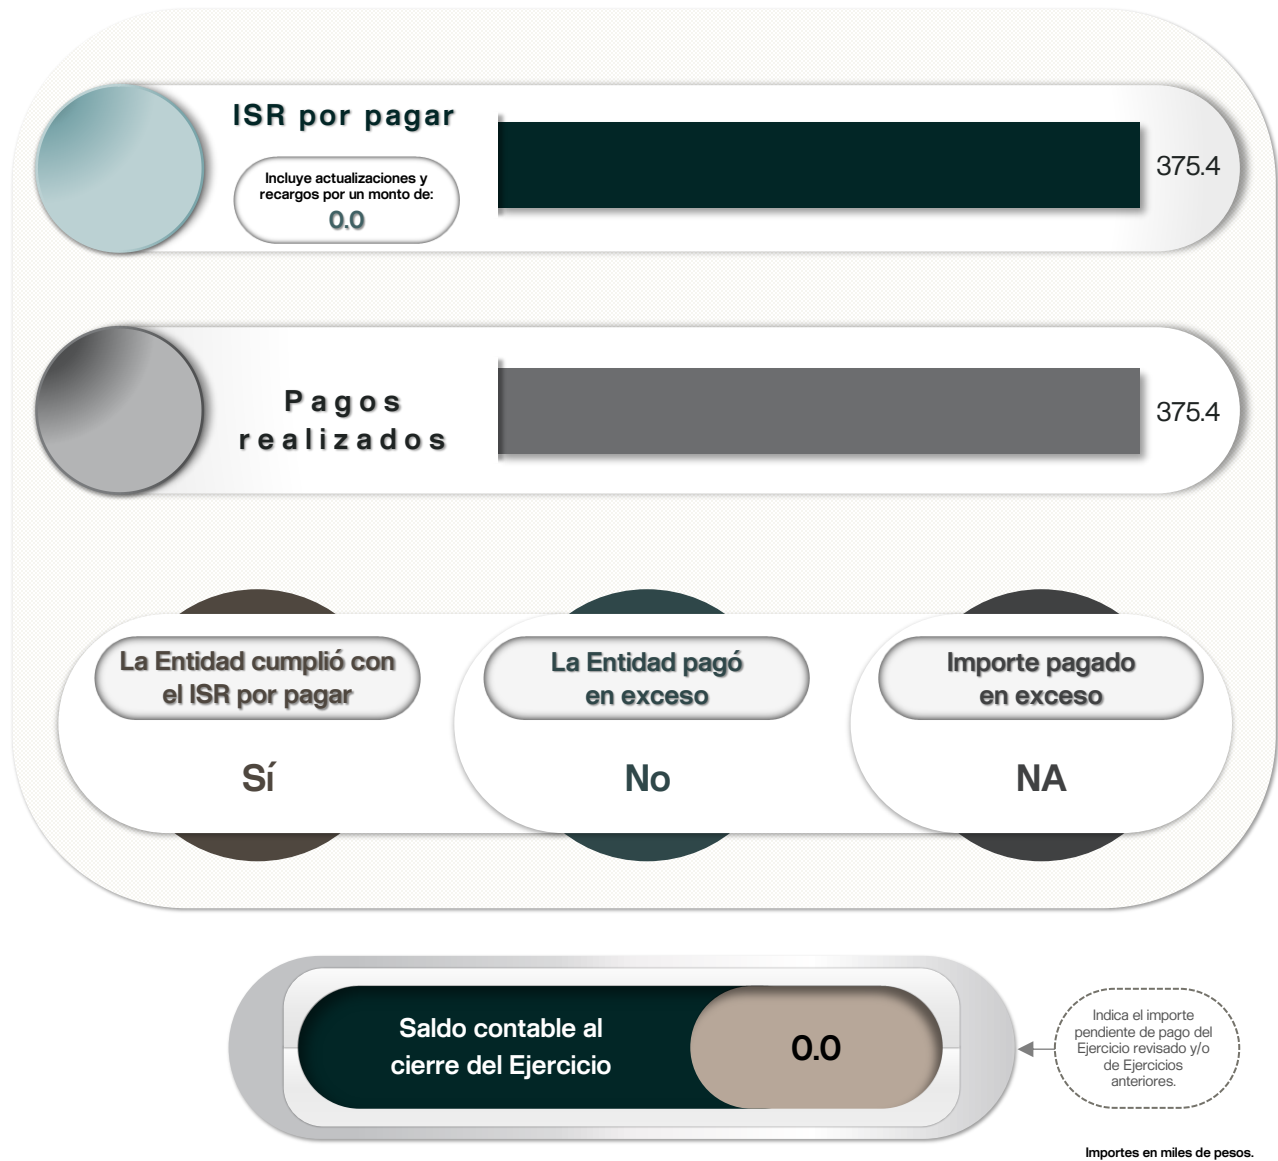 ISR por pagar
Incluye actualizaciones y
recargos por un monto de:
0.0
375.4
Pagos
realizados
375.4
La Entidad cumplió con
el ISR por pagar
Sí
La Entidad pagó
en exceso
No
Importe pagado
en exceso
NA
Saldo contable al
cierre del Ejercicio
0.0
Indica el importe
pendiente de pago del
Ejercicio revisado y/o
de Ejercicios
anteriores.
Importes en miles de pesos.